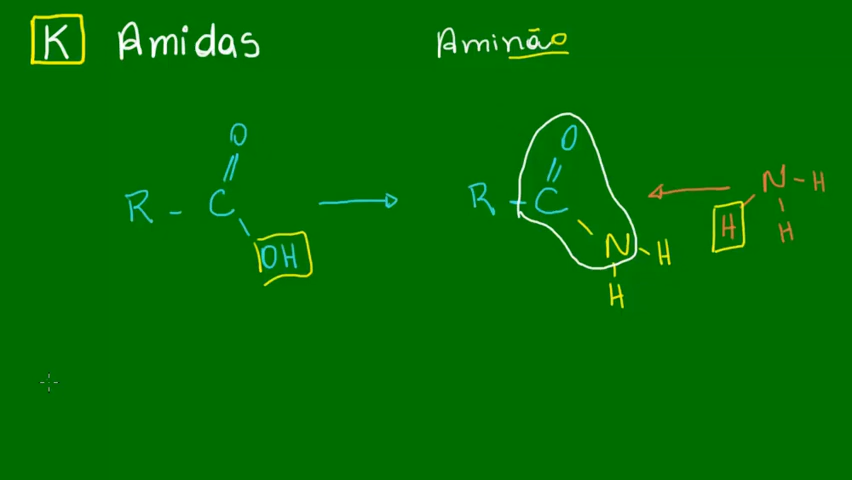 K Amidas Aminão
O O
R - C → R - C ← N - H
OH N H H H
H